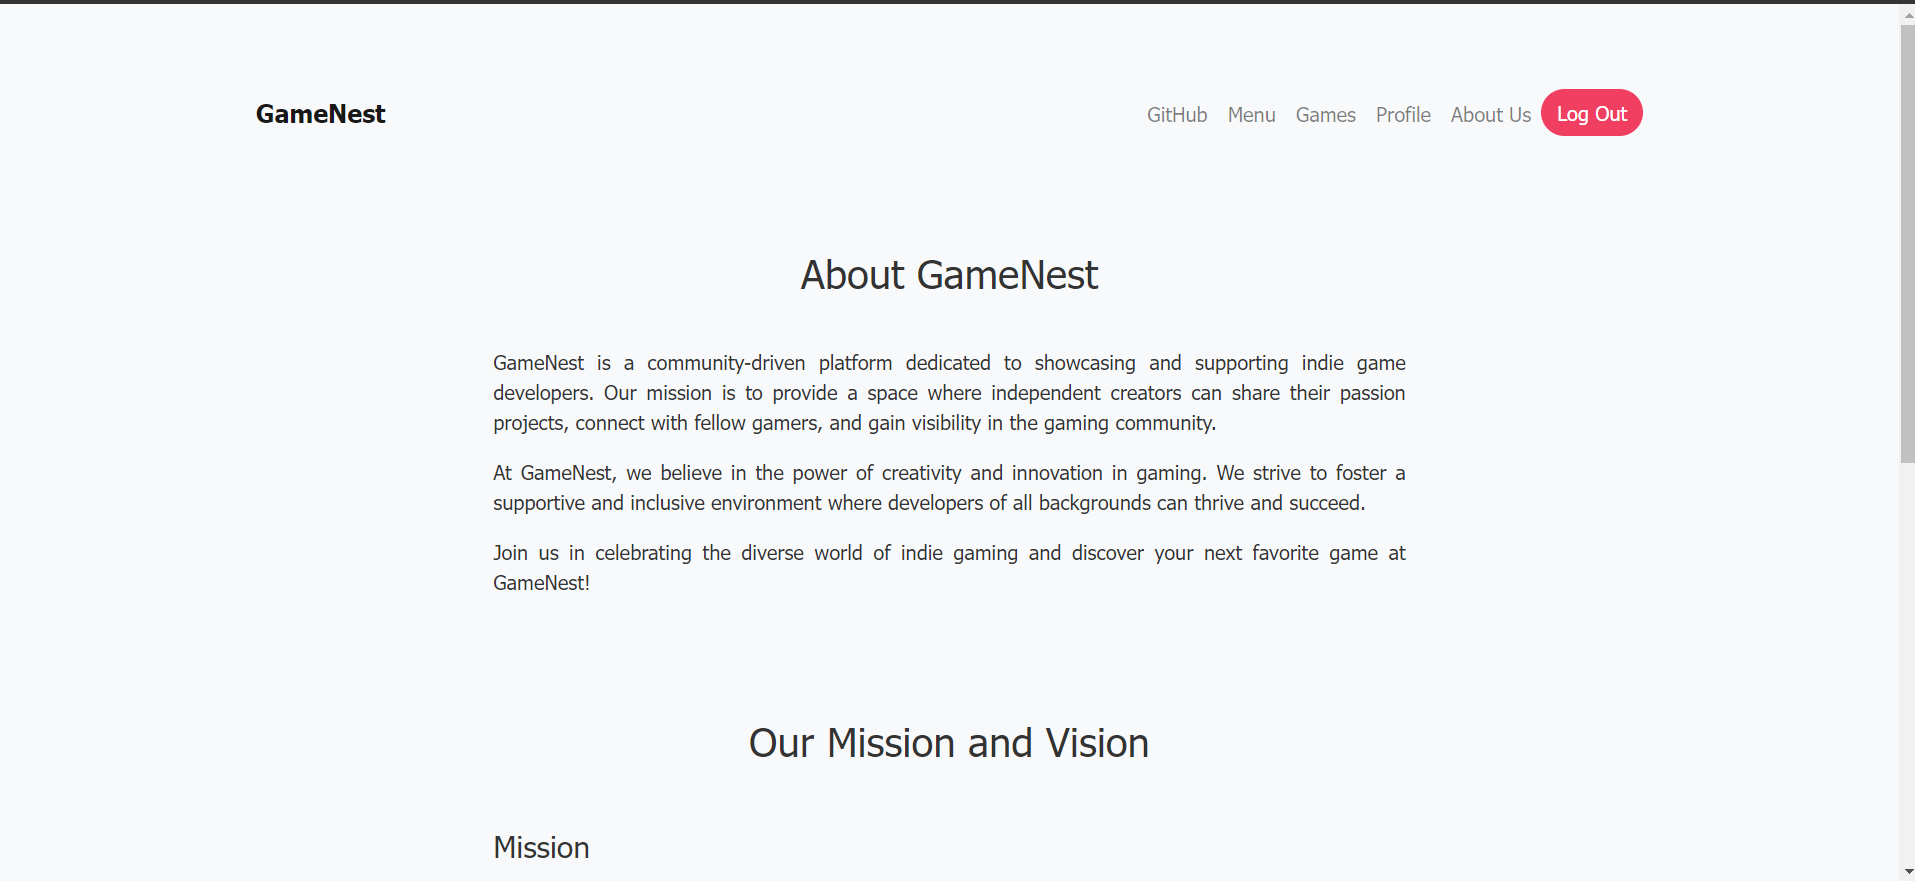 GameNest
GitHub Menu Games Profile About Us Log Out
About GameNest
GameNest is a community-driven platform dedicated to showcasing and supporting indie game
developers. Our mission is to provide a space where independent creators can share their passion
projects, connect with fellow gamers, and gain visibility in the gaming community.
At GameNest, we believe in the power of creativity and innovation in gaming. We strive to foster a
supportive and inclusive environment where developers of all backgrounds can thrive and succeed.
Join us in celebrating the diverse world of indie gaming and discover your next favorite game at
GameNest!
Our Mission and Vision
Mission